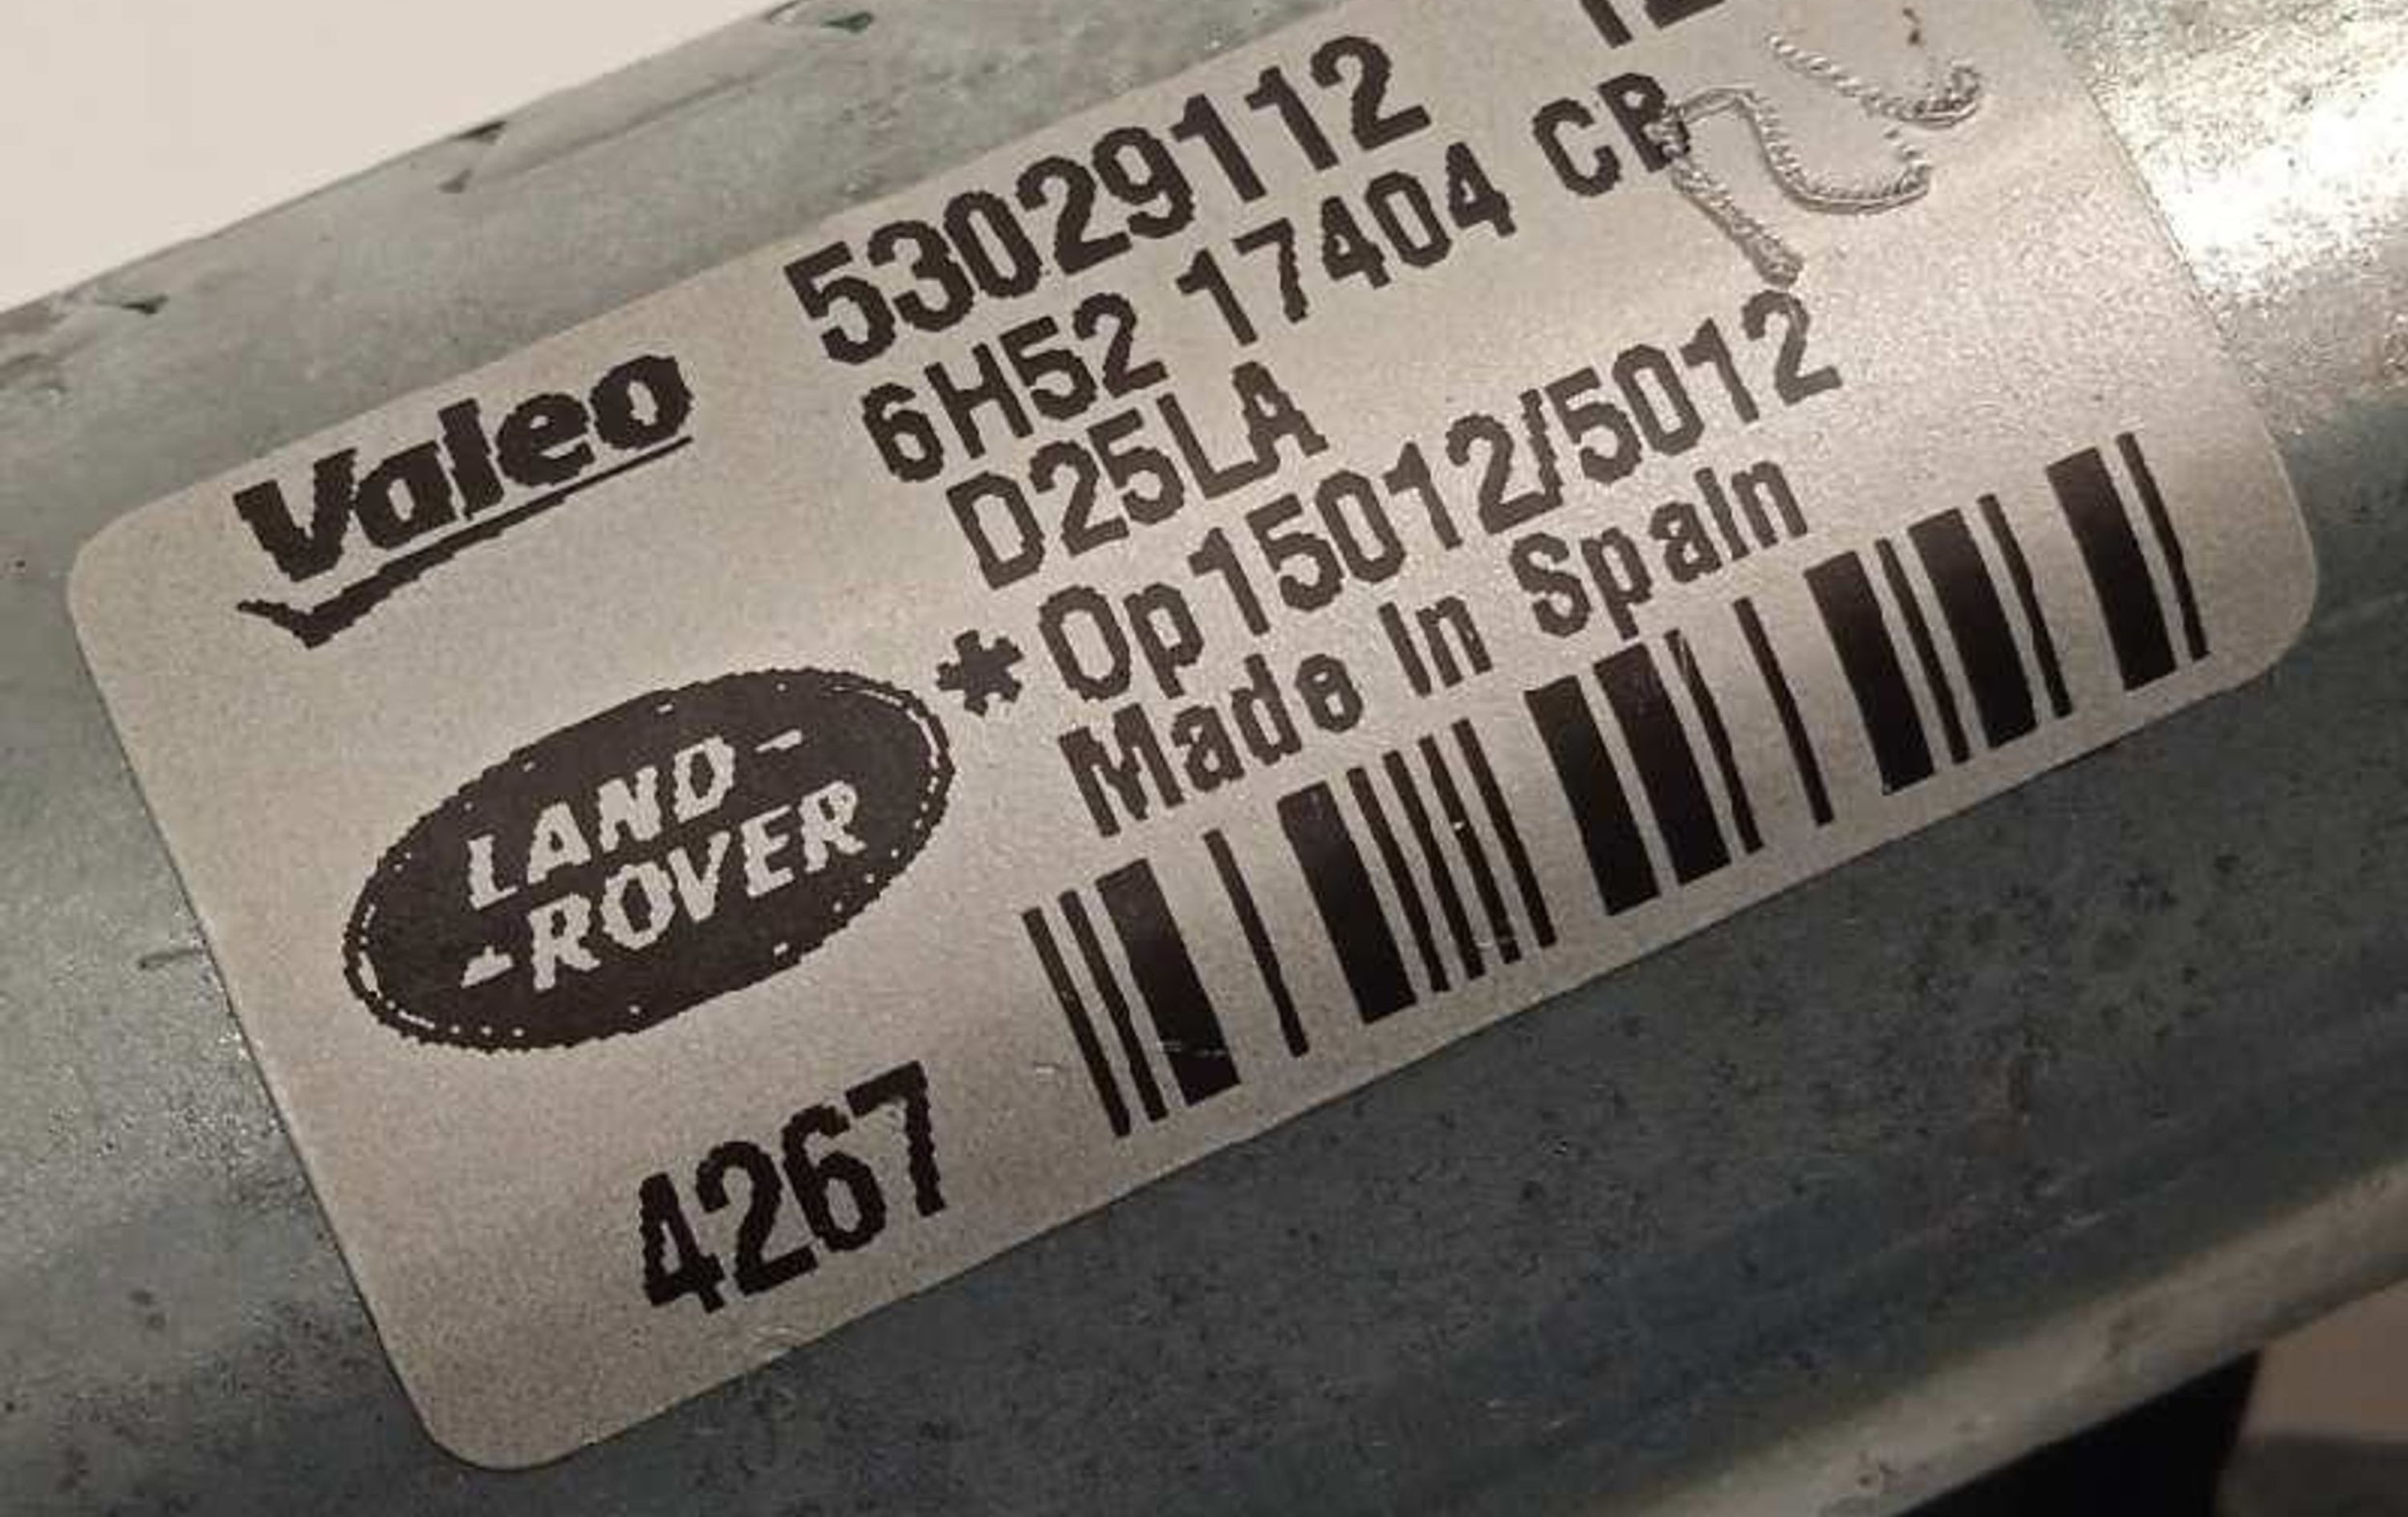 Valeo
53029112
6H52 17404 CB
D25LA
*Op15012/5012
Made In Spain
LAND-
-ROVER
4267